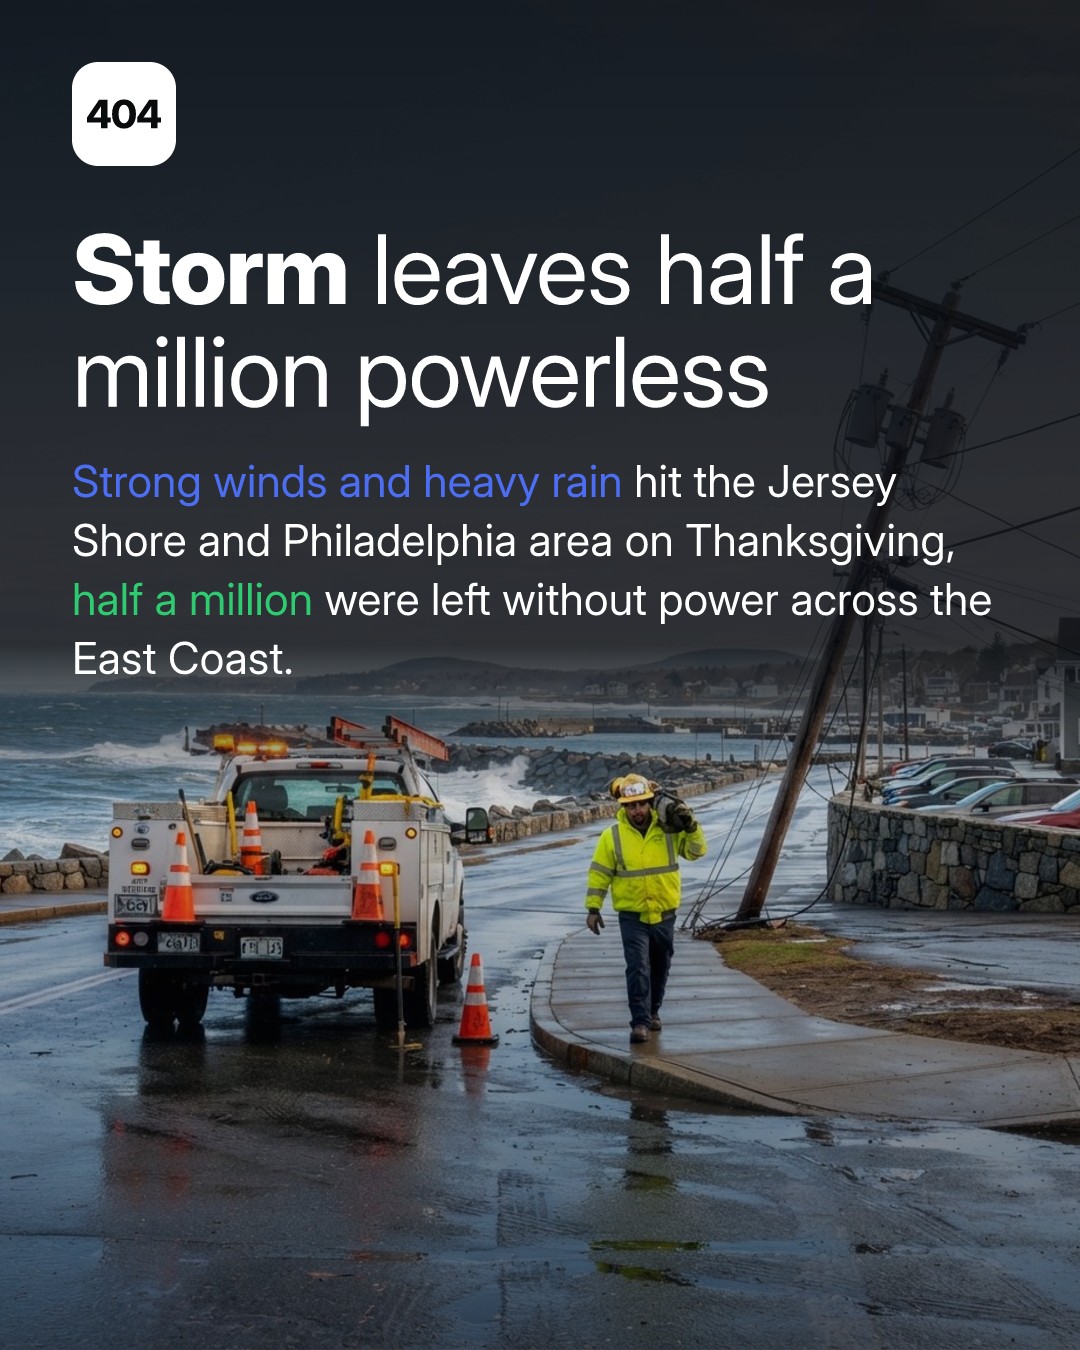 404
Storm leaves half a
million powerless
Strong winds and heavy rain hit the Jersey
Shore and Philadelphia area on Thanksgiving,
half a million were left without power across the
East Coast.